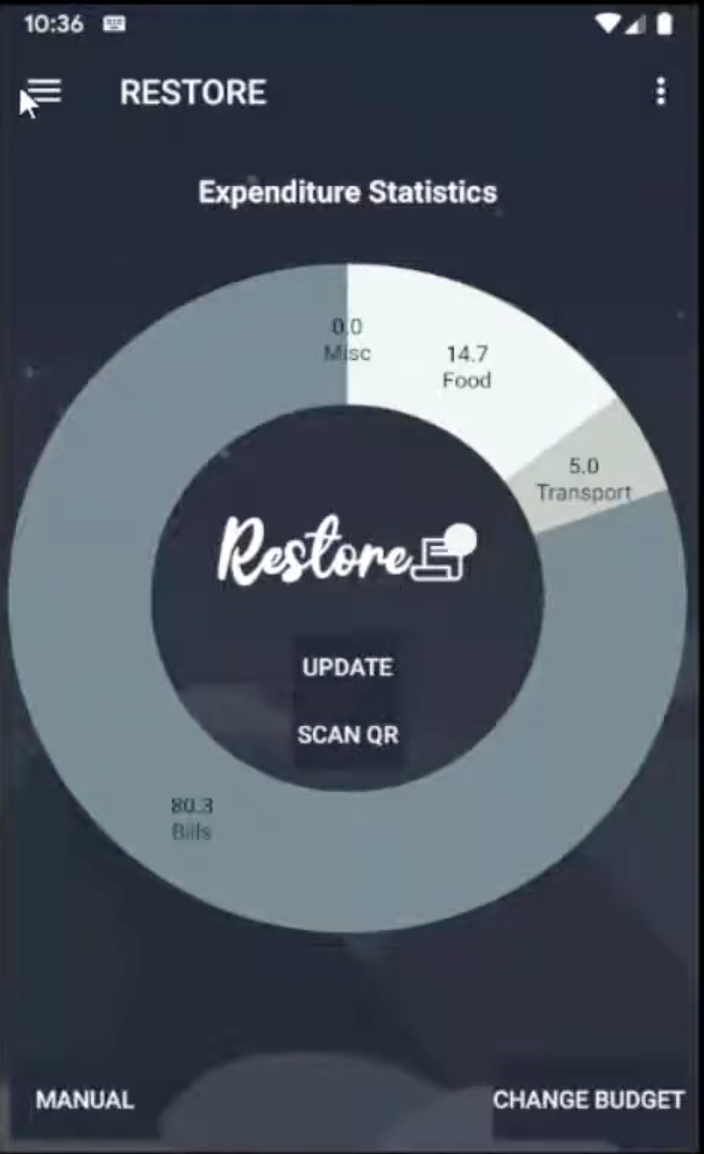 10:36
RESTORE
Expenditure Statistics
0.0
Misc
14.7
Food
5.0
Transport
Restore
UPDATE
SCAN QR
80.3
Bills
MANUAL
CHANGE BUDGET